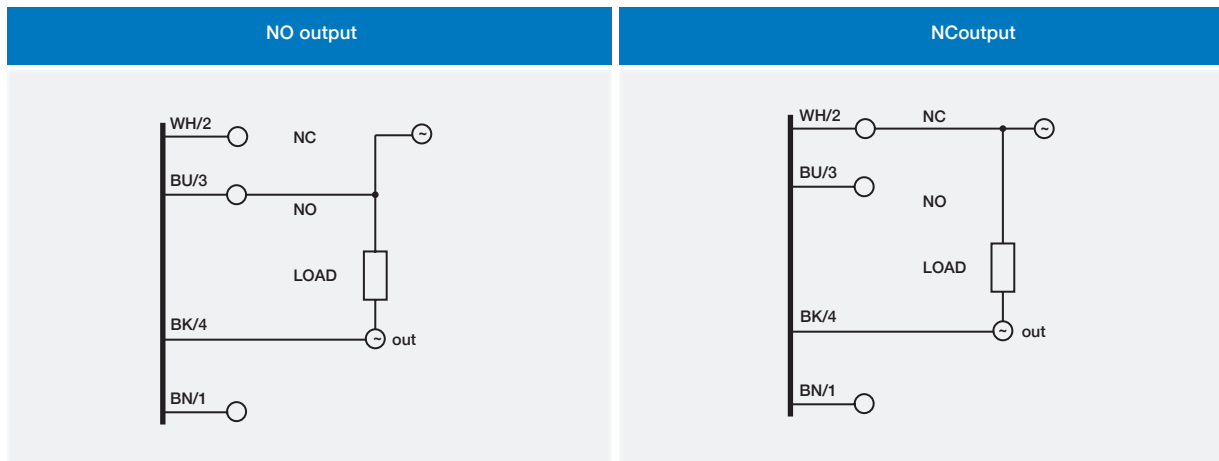 NO output
WH/2
NC
~
BU/3
NO
LOAD
BK/4
~ out
BN/1
NCoutput
WH/2
NC
~
BU/3
NO
LOAD
BK/4
~ out
BN/1